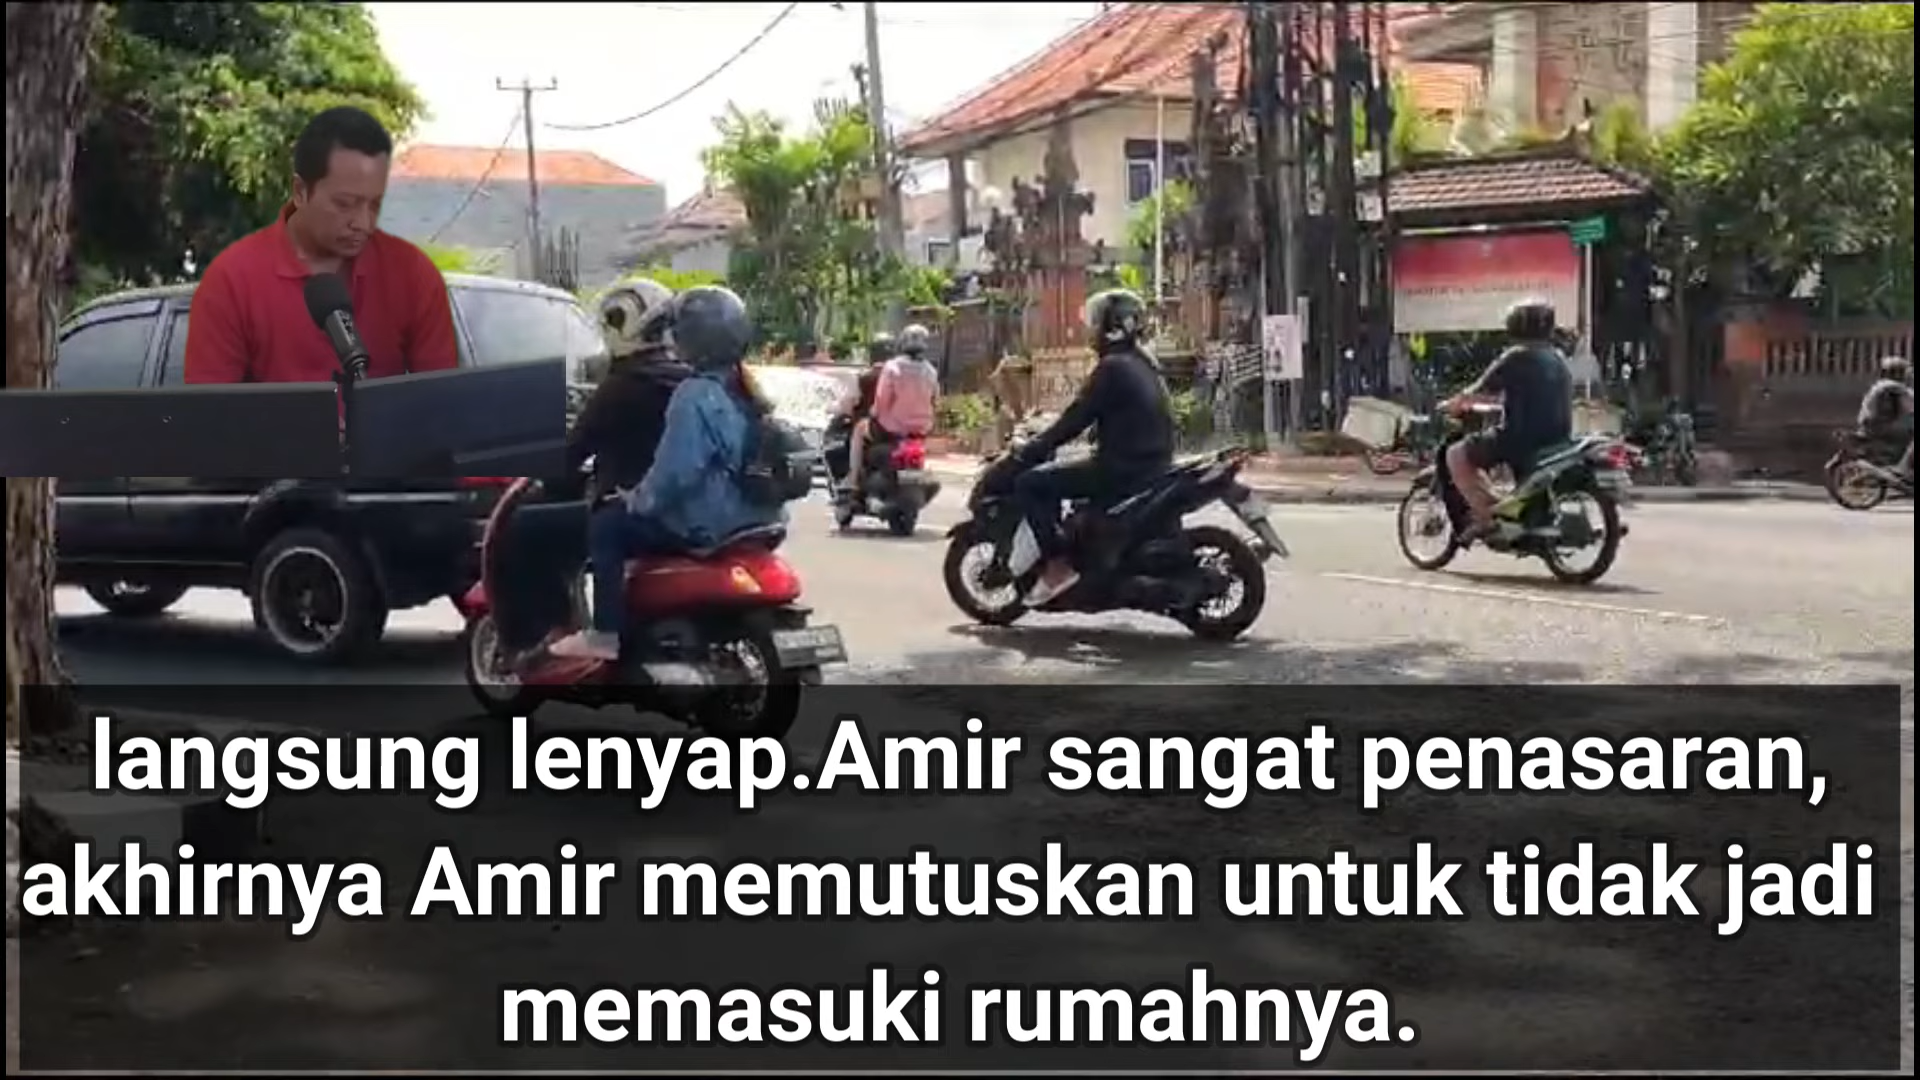 langsung lenyap.Amir sangat penasaran,
akhirnya Amir memutuskan untuk tidak jadi
memasuki rumahnya.